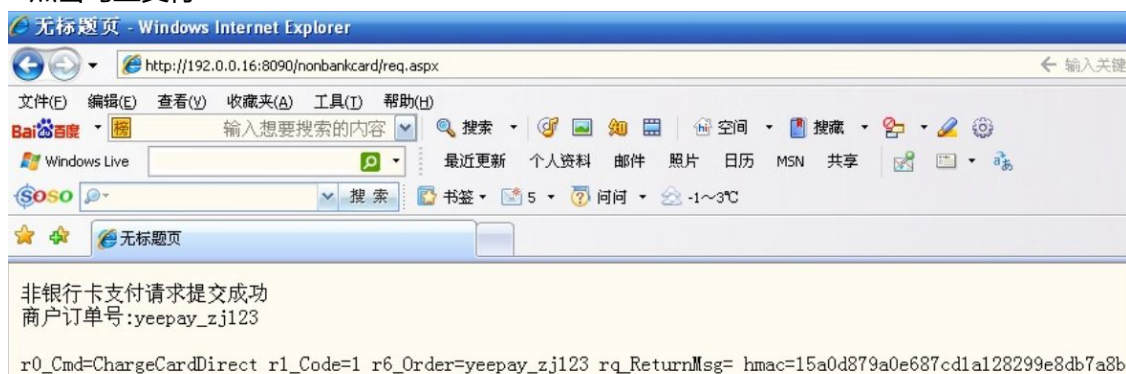 无标题页 - Windows Internet Explorer
http://192.0.0.16:8090/nonbankcard/req.aspx 输入关键
文件(F) 编辑(E) 查看(V) 收藏夹(A) 工具(T) 帮助(H)
Bai百度 榜 输入想要搜索的内容 搜索 知 hi 空间 搜藏
Windows Live 最近更新 个人资料 邮件 照片 日历 MSN 共享
SOSO 搜 索 书签 5 问问 -1~3℃
无标题页
非银行卡支付请求提交成功
商户订单号:yeepay_zj123
r0_Cmd=ChargeCardDirect r1_Code=1 r6_Order=yeepay_zj123 rq_ReturnMsg= hmac=15a0d879a0e687cd1a128299e8db7a8b